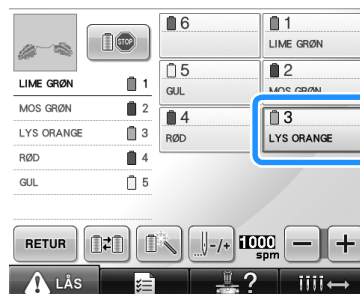 STOP
6
1
LIME GRØN
5
GUL
2
MOS GRØN
4
RØD
3
LYS ORANGE
LIME GRØN 1
MOS GRØN 2
LYS ORANGE 3
RØD 4
GUL 5
RETUR
-/+
1000
spm
−
+
LÅS
?